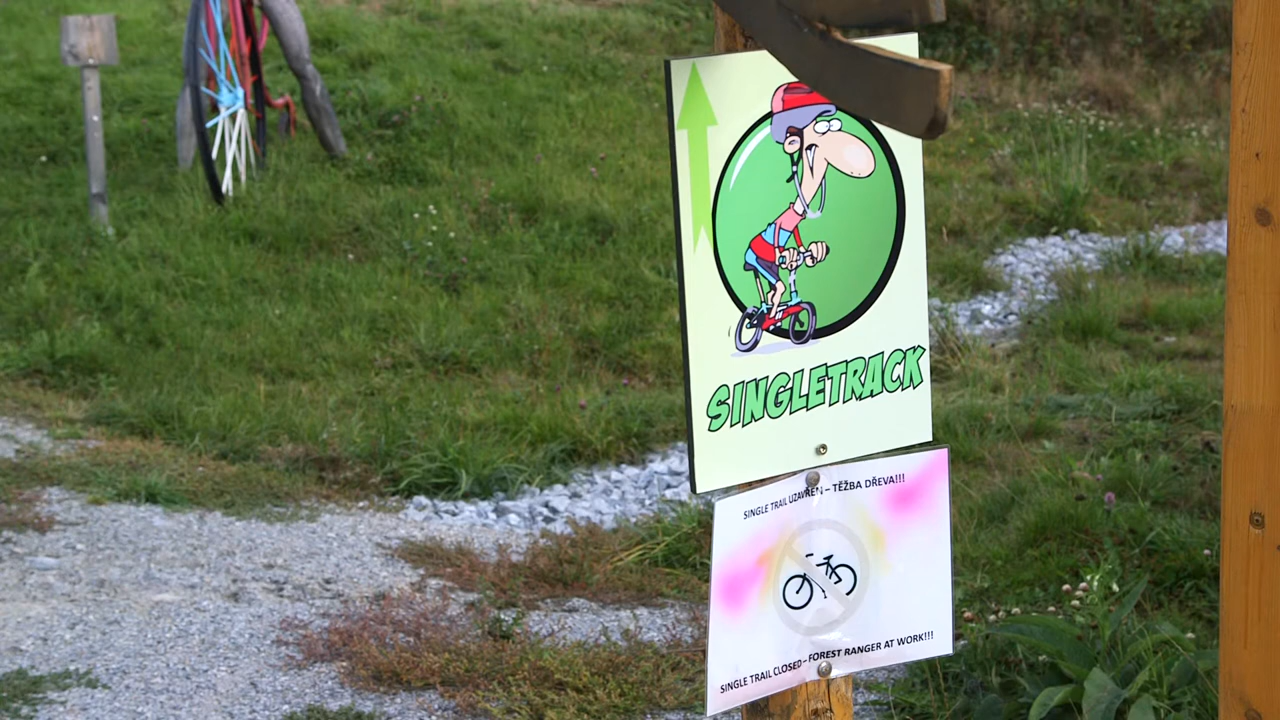 SINGLETRACK
SINGLE TRAIL UZAVŘEN – TĚŽBA DŘEVA!!!
SINGLE TRAIL CLOSED – FOREST RANGER AT WORK!!!